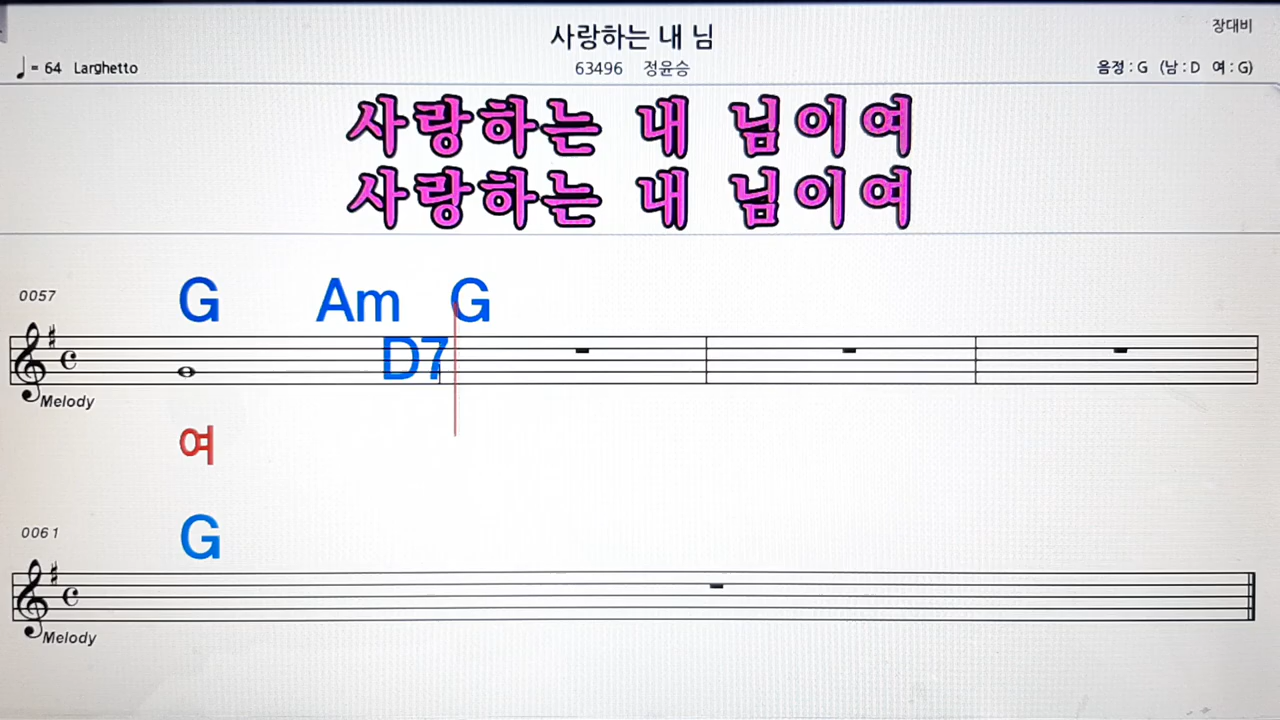 사랑하는 내 님
장대비
♩= 64 Larghetto
63496 정윤승
음정 : G (남 : D 여 : G)
사랑하는 내 님이여
사랑하는 내 님이여
0057
G Am G
D7
Melody
여
0061
G
Melody